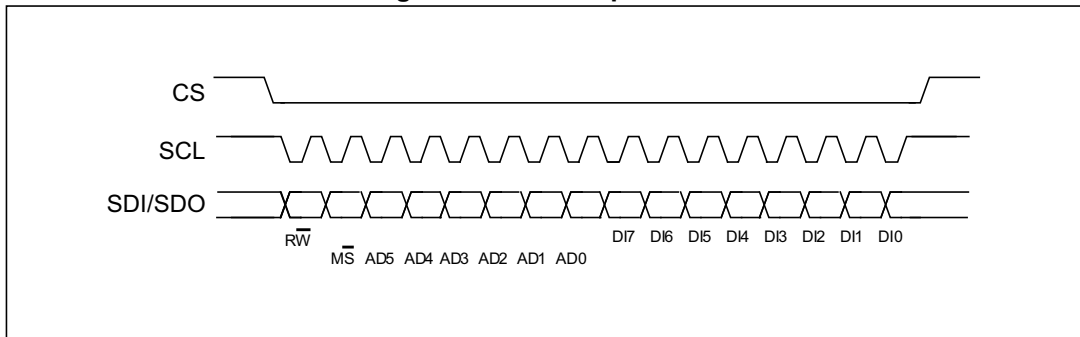 CS
SCL
SDI/SDO
RW̅ DI7 DI6 DI5 DI4 DI3 DI2 DI1 DI0
MS̅ AD5 AD4 AD3 AD2 AD1 AD0